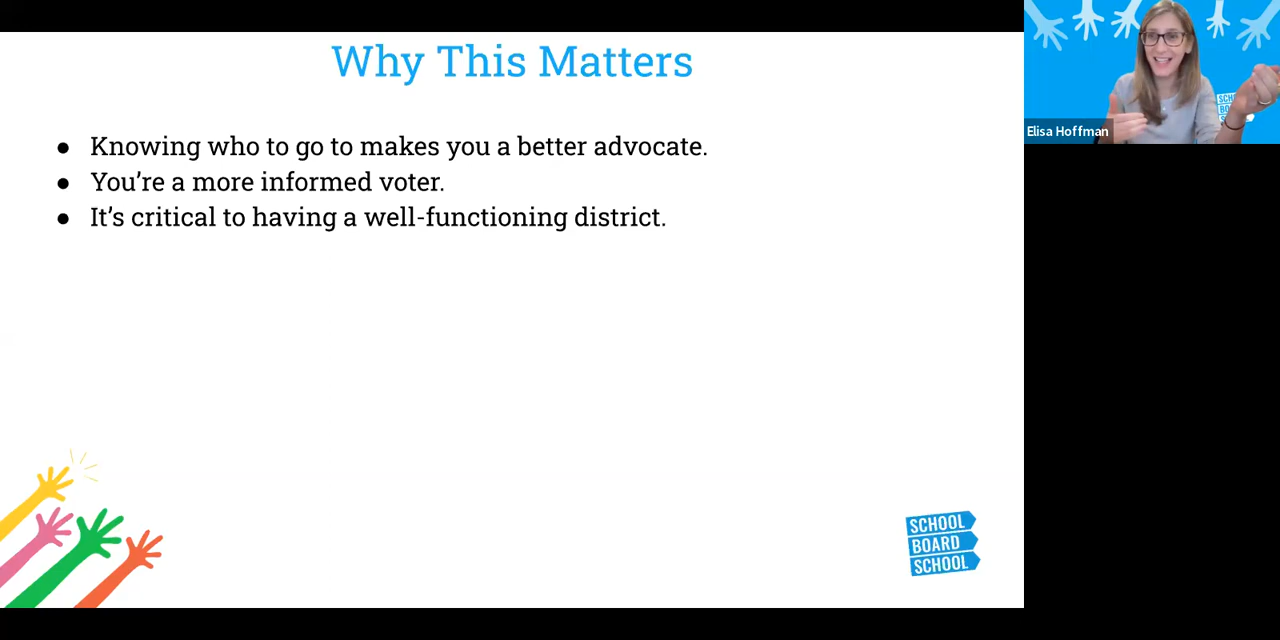 Why This Matters
● Knowing who to go to makes you a better advocate.
● You’re a more informed voter.
● It’s critical to having a well-functioning district.
SCHOOL
BOARD
SCHOOL
Elisa Hoffman